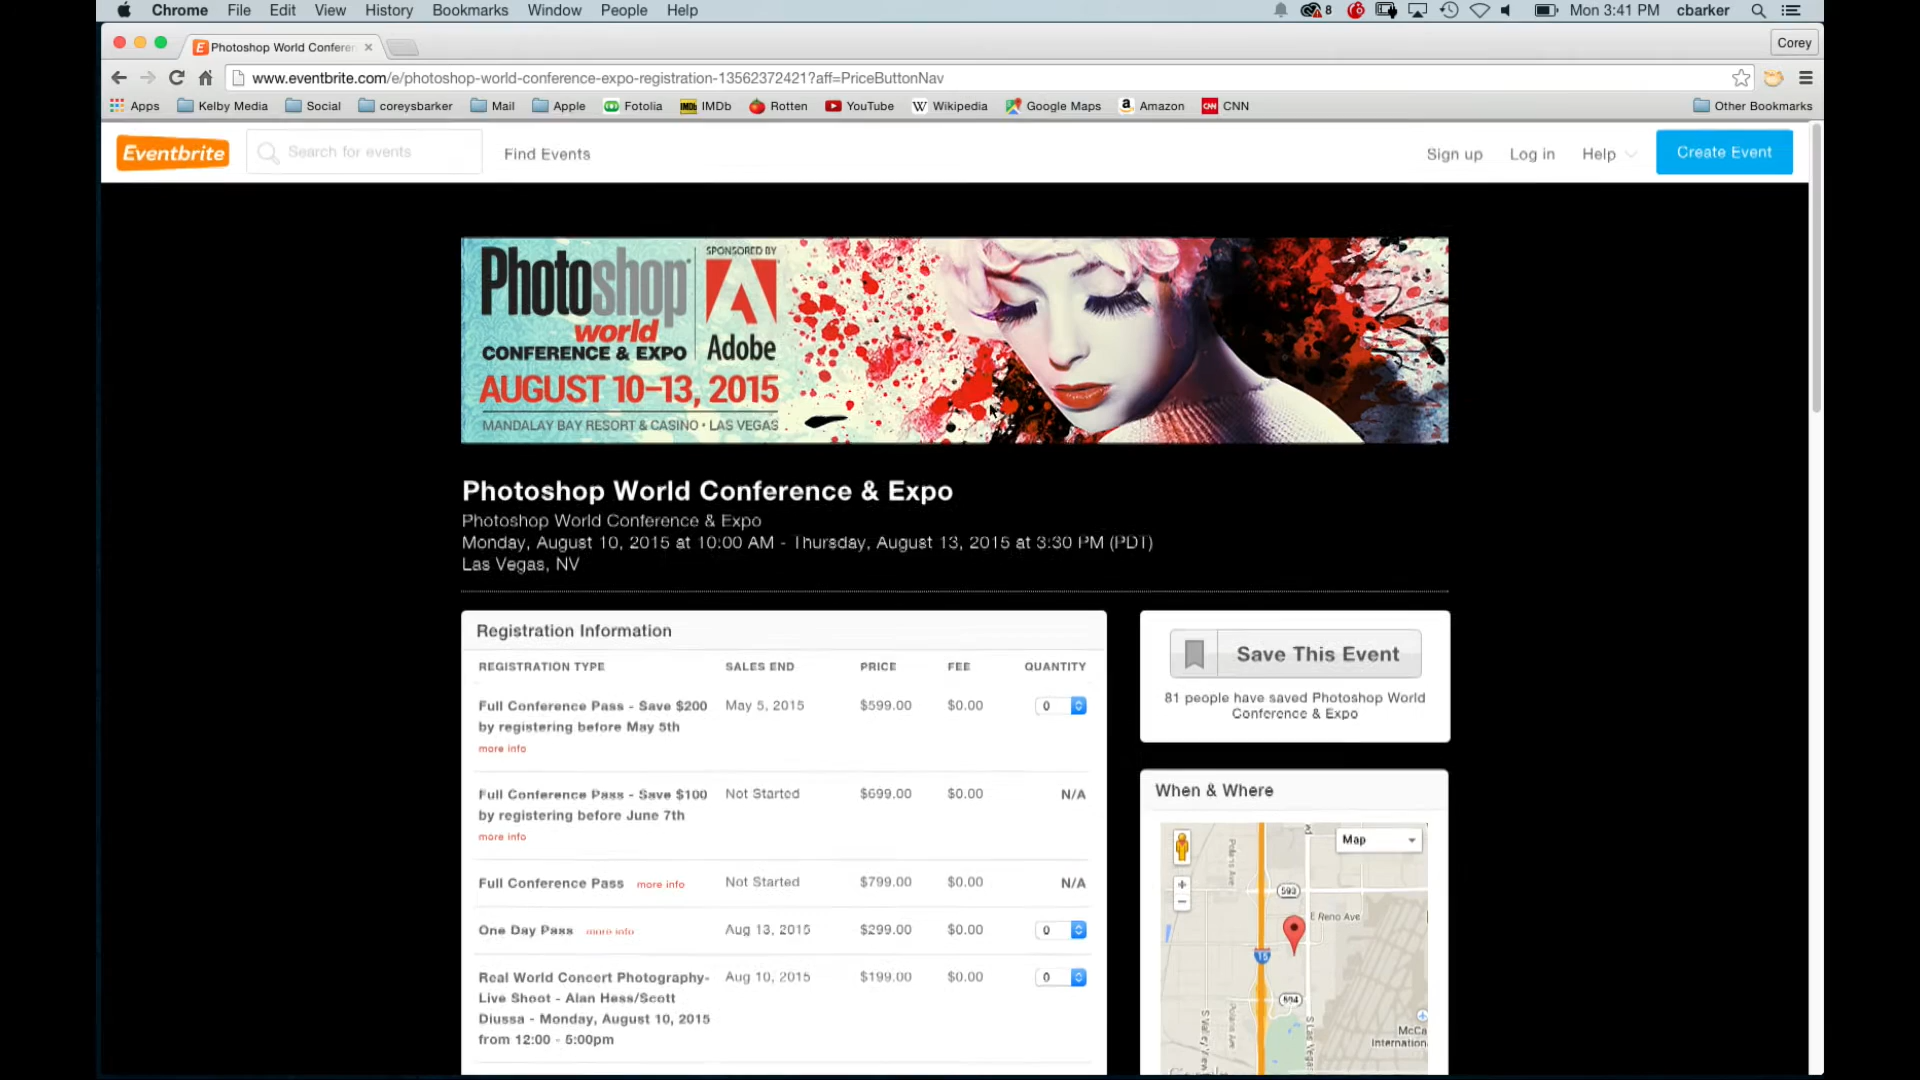 Chrome File Edit View History Bookmarks Window People Help
8 Mon 3:41 PM cbarker
Photoshop World Conferen
Corey
www.eventbrite.com/e/photoshop-world-conference-expo-registration-13562372421?aff=PriceButtonNav
Apps Kelby Media Social coreysbarker Mail Apple Fotolia IMDb Rotten YouTube Wikipedia Google Maps Amazon CNN Other Bookmarks
Eventbrite Search for events Find Events Sign up Log in Help Create Event
Photoshop
world
CONFERENCE & EXPO
SPONSORED BY
Adobe
AUGUST 10–13, 2015
MANDALAY BAY RESORT & CASINO • LAS VEGAS
Photoshop World Conference & Expo
Photoshop World Conference & Expo
Monday, August 10, 2015 at 10:00 AM - Thursday, August 13, 2015 at 3:30 PM (PDT)
Las Vegas, NV
Registration Information
REGISTRATION TYPE SALES END PRICE FEE QUANTITY
Full Conference Pass - Save $200 May 5, 2015 $599.00 $0.00 0
by registering before May 5th
more info
Full Conference Pass - Save $100 Not Started $699.00 $0.00 N/A
by registering before June 7th
more info
Full Conference Pass more info Not Started $799.00 $0.00 N/A
One Day Pass more info Aug 13, 2015 $299.00 $0.00 0
Real World Concert Photography- Aug 10, 2015 $199.00 $0.00 0
Live Shoot - Alan Hess/Scott
Diussa - Monday, August 10, 2015
from 12:00 - 5:00pm
Save This Event
81 people have saved Photoshop World
Conference & Expo
When & Where
Map
593
E Reno Ave
15
594
McCa
Internation